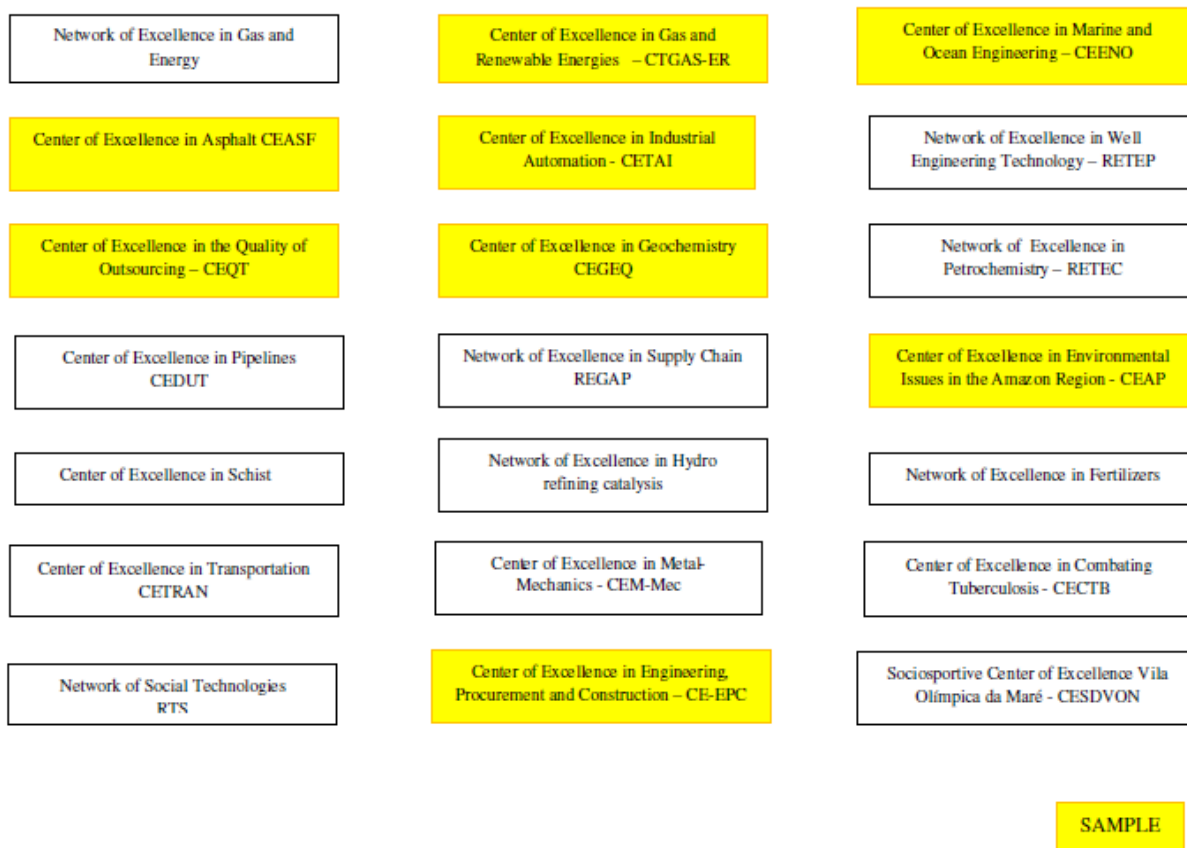 Network of Excellence in Gas and
Energy
Center of Excellence in Gas and
Renewable Energies – CTGAS-ER
Center of Excellence in Marine and
Ocean Engineering – CEENO
Center of Excellence in Asphalt CEASF
Center of Excellence in Industrial
Automation - CETAI
Network of Excellence in Well
Engineering Technology – RETEP
Center of Excellence in the Quality of
Outsourcing – CEQT
Center of Excellence in Geochemistry
CEGEQ
Network of Excellence in
Petrochemistry – RETEC
Center of Excellence in Pipelines
CEDUT
Network of Excellence in Supply Chain
REGAP
Center of Excellence in Environmental
Issues in the Amazon Region - CEAP
Center of Excellence in Schist
Network of Excellence in Hydro
refining catalysis
Network of Excellence in Fertilizers
Center of Excellence in Transportation
CETRAN
Center of Excellence in Metal-
Mechanics - CEM-Mec
Center of Excellence in Combating
Tuberculosis - CECTB
Network of Social Technologies
RTS
Center of Excellence in Engineering,
Procurement and Construction – CE-EPC
Sociosportive Center of Excellence Vila
Olímpica da Maré - CESDVON
SAMPLE